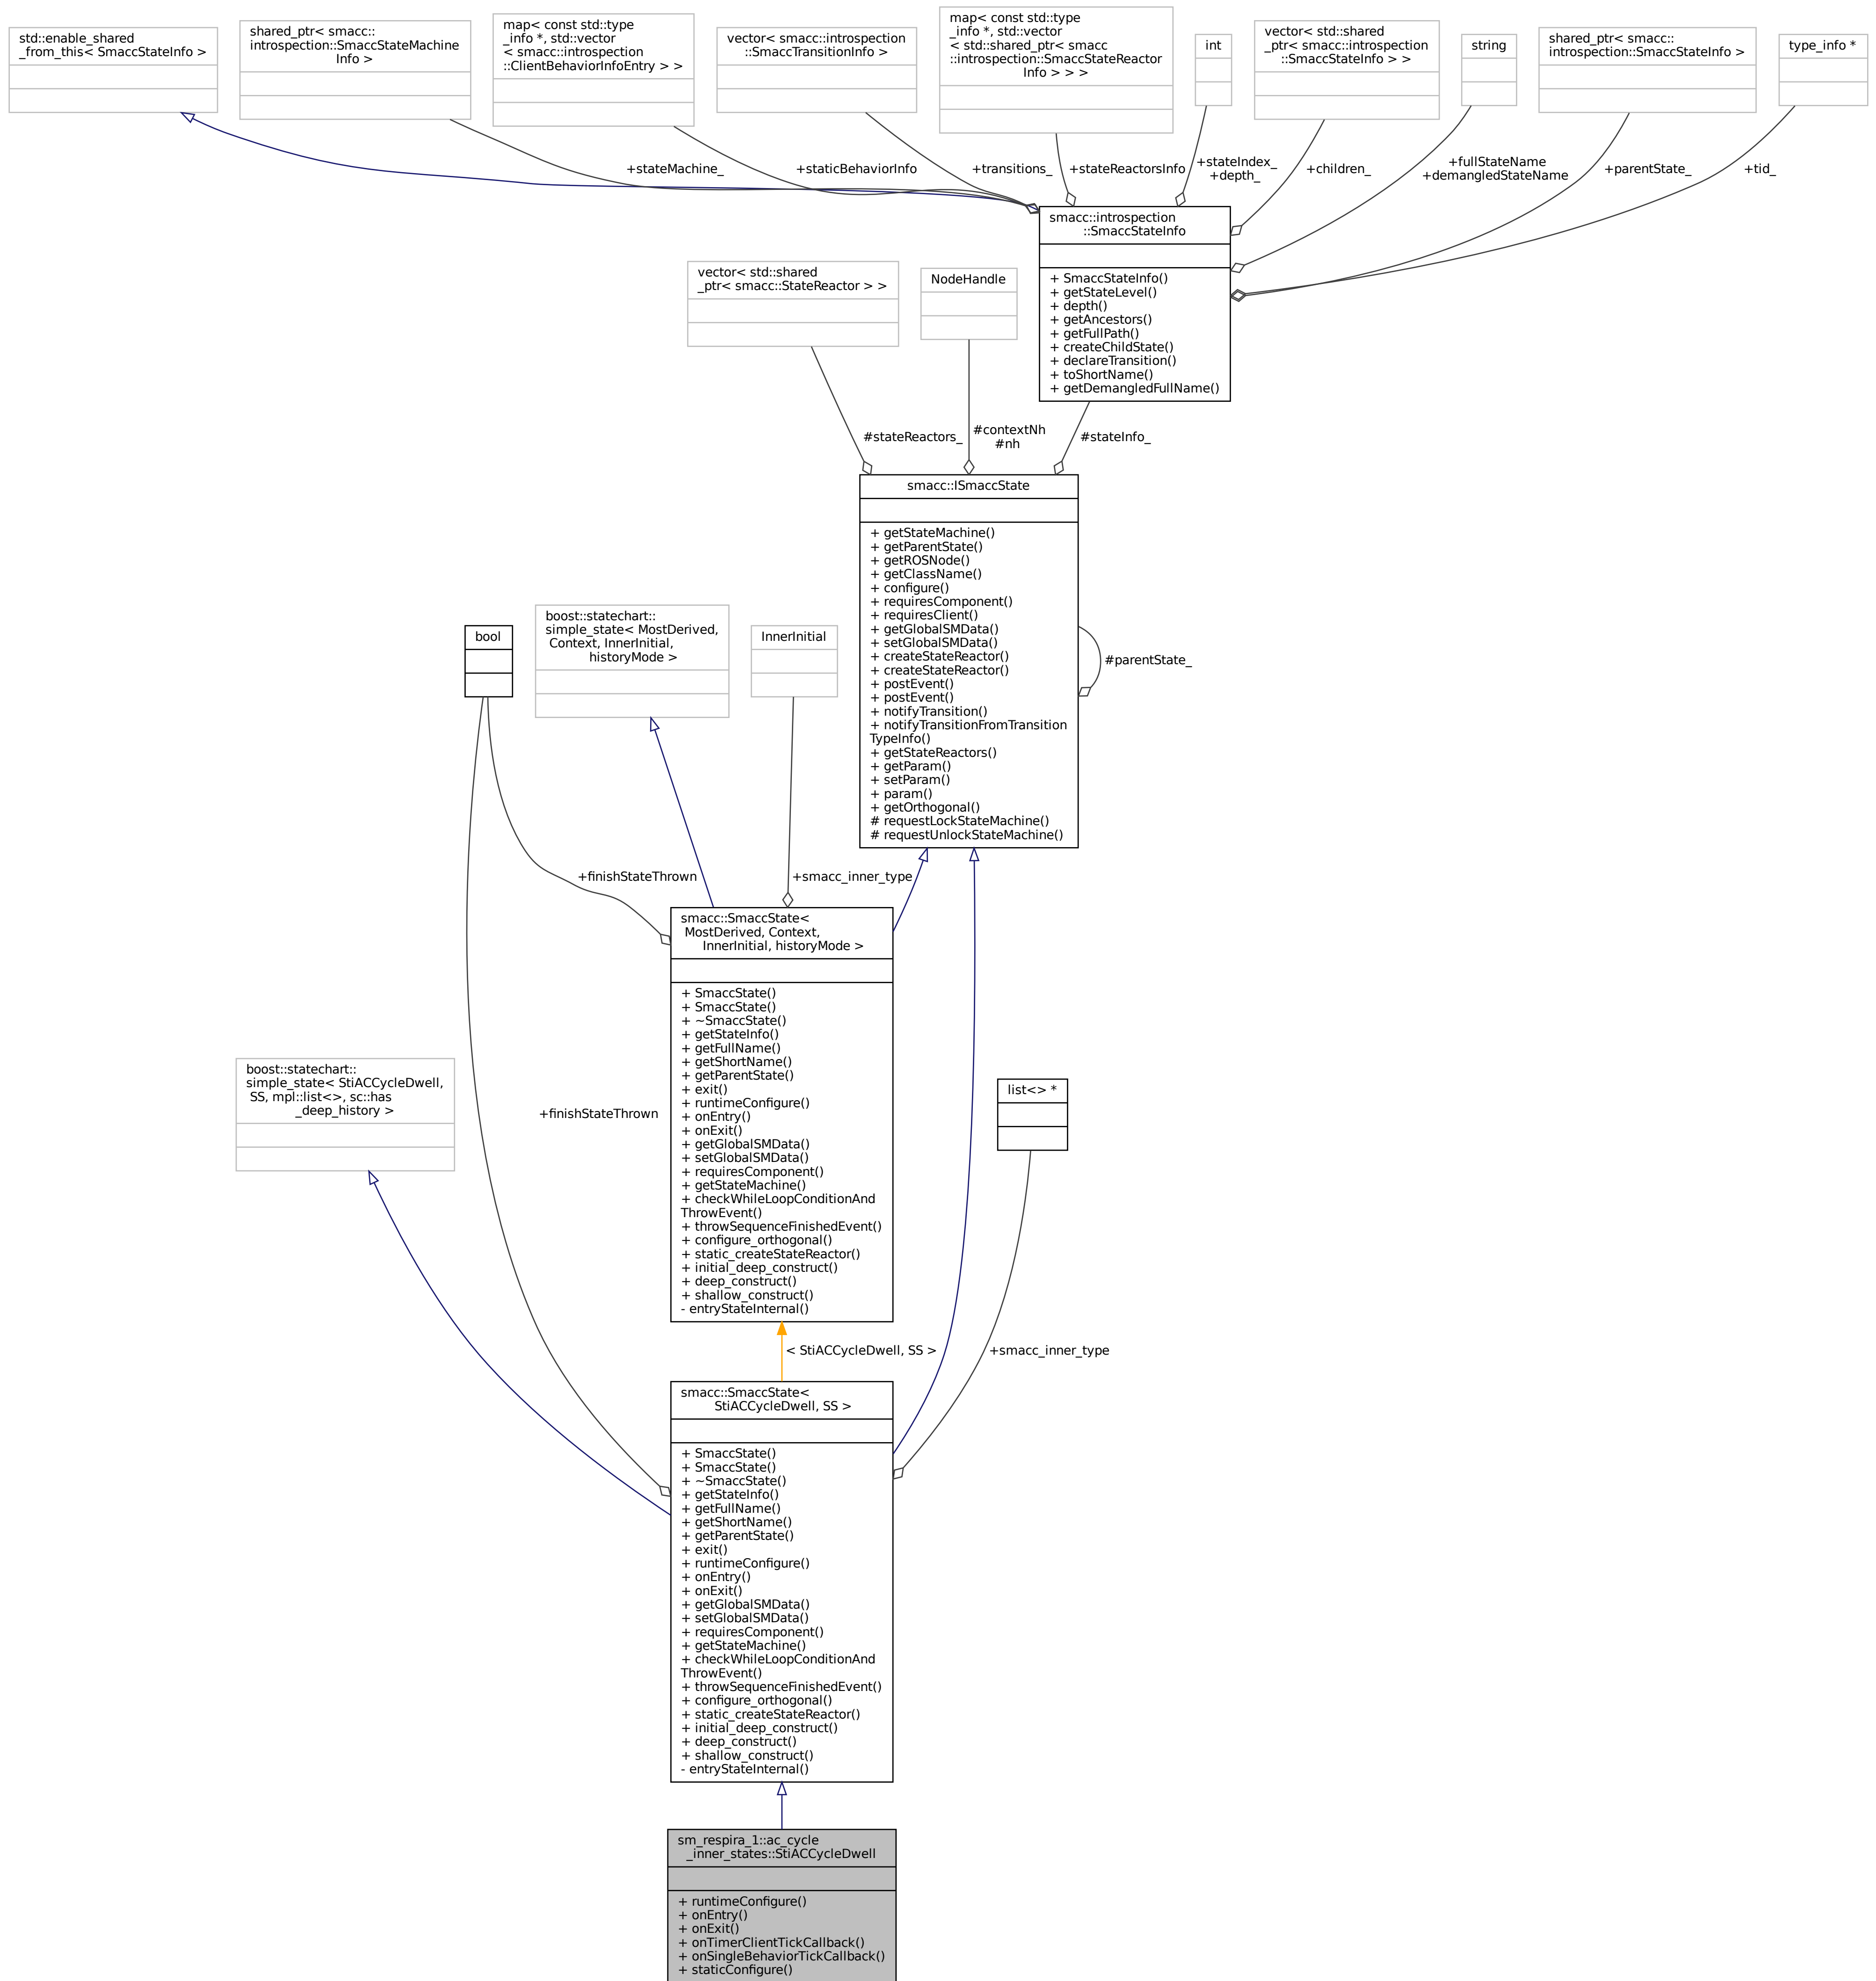 std::enable_shared
_from_this< SmaccStateInfo >
shared_ptr< smacc::
introspection::SmaccStateMachine
Info >
map< const std::type
_info *, std::vector
< smacc::introspection
::ClientBehaviorInfoEntry > >
vector< smacc::introspection
::SmaccTransitionInfo >
map< const std::type
_info *, std::vector
< std::shared_ptr< smacc
::introspection::SmaccStateReactor
Info > > >
int
vector< std::shared
_ptr< smacc::introspection
::SmaccStateInfo > >
string
shared_ptr< smacc::
introspection::SmaccStateInfo >
type_info *
+stateMachine_
+staticBehaviorInfo
+transitions_
+stateReactorsInfo
+stateIndex_
+depth_
+children_
+fullStateName
+demangledStateName
+parentState_
+tid_
smacc::introspection
::SmaccStateInfo
+ SmaccStateInfo()
+ getStateLevel()
+ depth()
+ getAncestors()
+ getFullPath()
+ createChildState()
+ declareTransition()
+ toShortName()
+ getDemangledFullName()
vector< std::shared
_ptr< smacc::StateReactor > >
NodeHandle
#stateReactors_
#contextNh
#nh
#stateInfo_
smacc::ISmaccState
+ getStateMachine()
+ getParentState()
+ getROSNode()
+ getClassName()
+ configure()
+ requiresComponent()
+ requiresClient()
+ getGlobalSMData()
+ setGlobalSMData()
+ createStateReactor()
+ createStateReactor()
+ postEvent()
+ postEvent()
+ notifyTransition()
+ notifyTransitionFromTransition
TypeInfo()
+ getStateReactors()
+ getParam()
+ setParam()
+ param()
+ getOrthogonal()
# requestLockStateMachine()
# requestUnlockStateMachine()
#parentState_
bool
boost::statechart::
simple_state< MostDerived,
Context, InnerInitial,
historyMode >
InnerInitial
+finishStateThrown
+smacc_inner_type
smacc::SmaccState<
MostDerived, Context,
InnerInitial, historyMode >
+ SmaccState()
+ SmaccState()
+ ~SmaccState()
+ getStateInfo()
+ getFullName()
+ getShortName()
+ getParentState()
+ exit()
+ runtimeConfigure()
+ onEntry()
+ onExit()
+ getGlobalSMData()
+ setGlobalSMData()
+ requiresComponent()
+ getStateMachine()
+ checkWhileLoopConditionAnd
ThrowEvent()
+ throwSequenceFinishedEvent()
+ configure_orthogonal()
+ static_createStateReactor()
+ initial_deep_construct()
+ deep_construct()
+ shallow_construct()
- entryStateInternal()
boost::statechart::
simple_state< StiACCycleDwell,
SS, mpl::list<>, sc::has
_deep_history >
+finishStateThrown
list<> *
< StiACCycleDwell, SS >
+smacc_inner_type
smacc::SmaccState<
StiACCycleDwell, SS >
+ SmaccState()
+ SmaccState()
+ ~SmaccState()
+ getStateInfo()
+ getFullName()
+ getShortName()
+ getParentState()
+ exit()
+ runtimeConfigure()
+ onEntry()
+ onExit()
+ getGlobalSMData()
+ setGlobalSMData()
+ requiresComponent()
+ getStateMachine()
+ checkWhileLoopConditionAnd
ThrowEvent()
+ throwSequenceFinishedEvent()
+ configure_orthogonal()
+ static_createStateReactor()
+ initial_deep_construct()
+ deep_construct()
+ shallow_construct()
- entryStateInternal()
sm_respira_1::ac_cycle
_inner_states::StiACCycleDwell
+ runtimeConfigure()
+ onEntry()
+ onExit()
+ onTimerClientTickCallback()
+ onSingleBehaviorTickCallback()
+ staticConfigure()